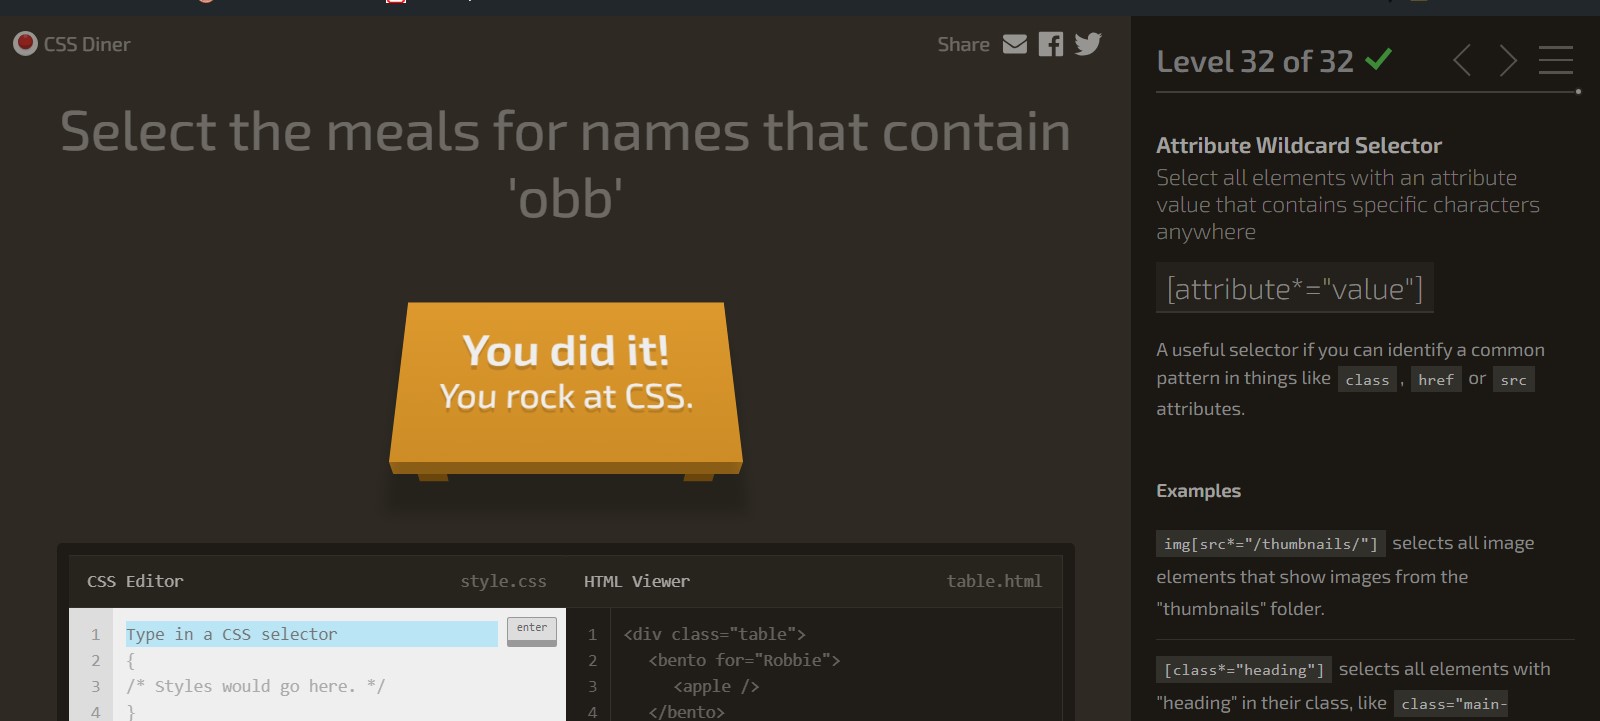 CSS Diner
Share
Select the meals for names that contain
'obb'
You did it!
You rock at CSS.
CSS Editor
style.css
HTML Viewer
table.html
1
Type in a CSS selector
enter
2
{
3
/* Styles would go here. */
4
}
1
<div class="table">
2
<bento for="Robbie">
3
<apple />
4
</bento>
Level 32 of 32
Attribute Wildcard Selector
Select all elements with an attribute
value that contains specific characters
anywhere
[attribute*="value"]
A useful selector if you can identify a common
pattern in things like class , href or src
attributes.
Examples
img[src*="/thumbnails/"] selects all image
elements that show images from the
"thumbnails" folder.
[class*="heading"] selects all elements with
"heading" in their class, like class="main-